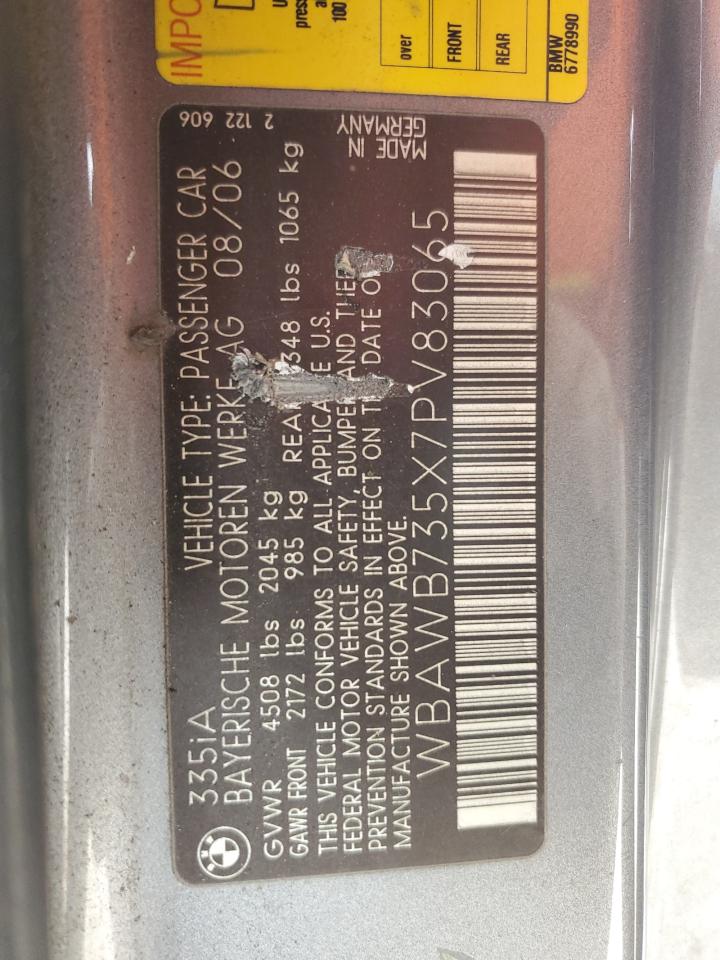 335iA VEHICLE TYPE: PASSENGER CAR
2 122 606
BAYERISCHE MOTOREN WERKE AG 08/06
GVWR 4508 lbs 2045 kg
GAWR FRONT 2172 lbs 985 kg 348 lbs 1065 kg
THIS VEHICLE CONFORMS TO ALL U.S.
FEDERAL MOTOR VEHICLE SAFETY, BUMPER AND
PREVENTION STANDARDS IN EFFECT ON DATE
MANUFACTURE SHOWN ABOVE.
MADE IN
GERMANY
WBAWB735X7PV83065
over
FRONT
REAR
100
BMW
6778990